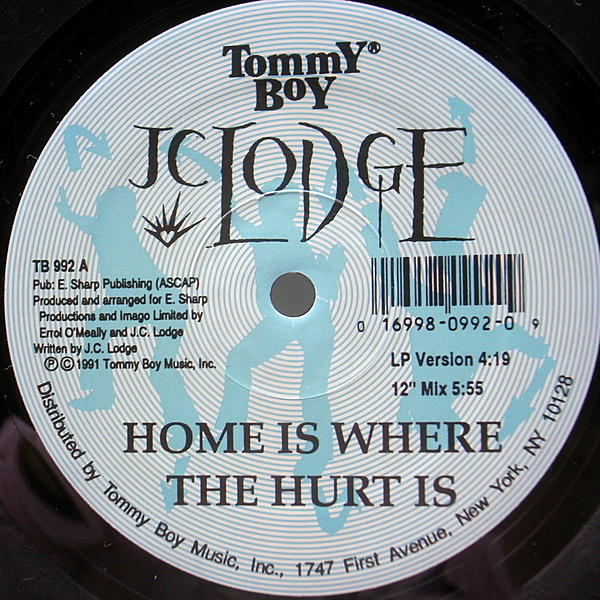 Tommy®
Boy
JC LODGE
TB 992 A
Pub: E. Sharp Publishing (ASCAP)
Produced and arranged for E. Sharp
Productions and Imago Limited by
Errol O'Meally and J.C. Lodge
Written by J.C. Lodge
Ⓟ Ⓒ 1991 Tommy Boy Music, Inc.
0 16998-0992-0 9
LP Version 4:19
12" Mix 5:55
HOME IS WHERE
THE HURT IS
Distributed by Tommy Boy Music, Inc., 1747 First Avenue, New York, NY 10128